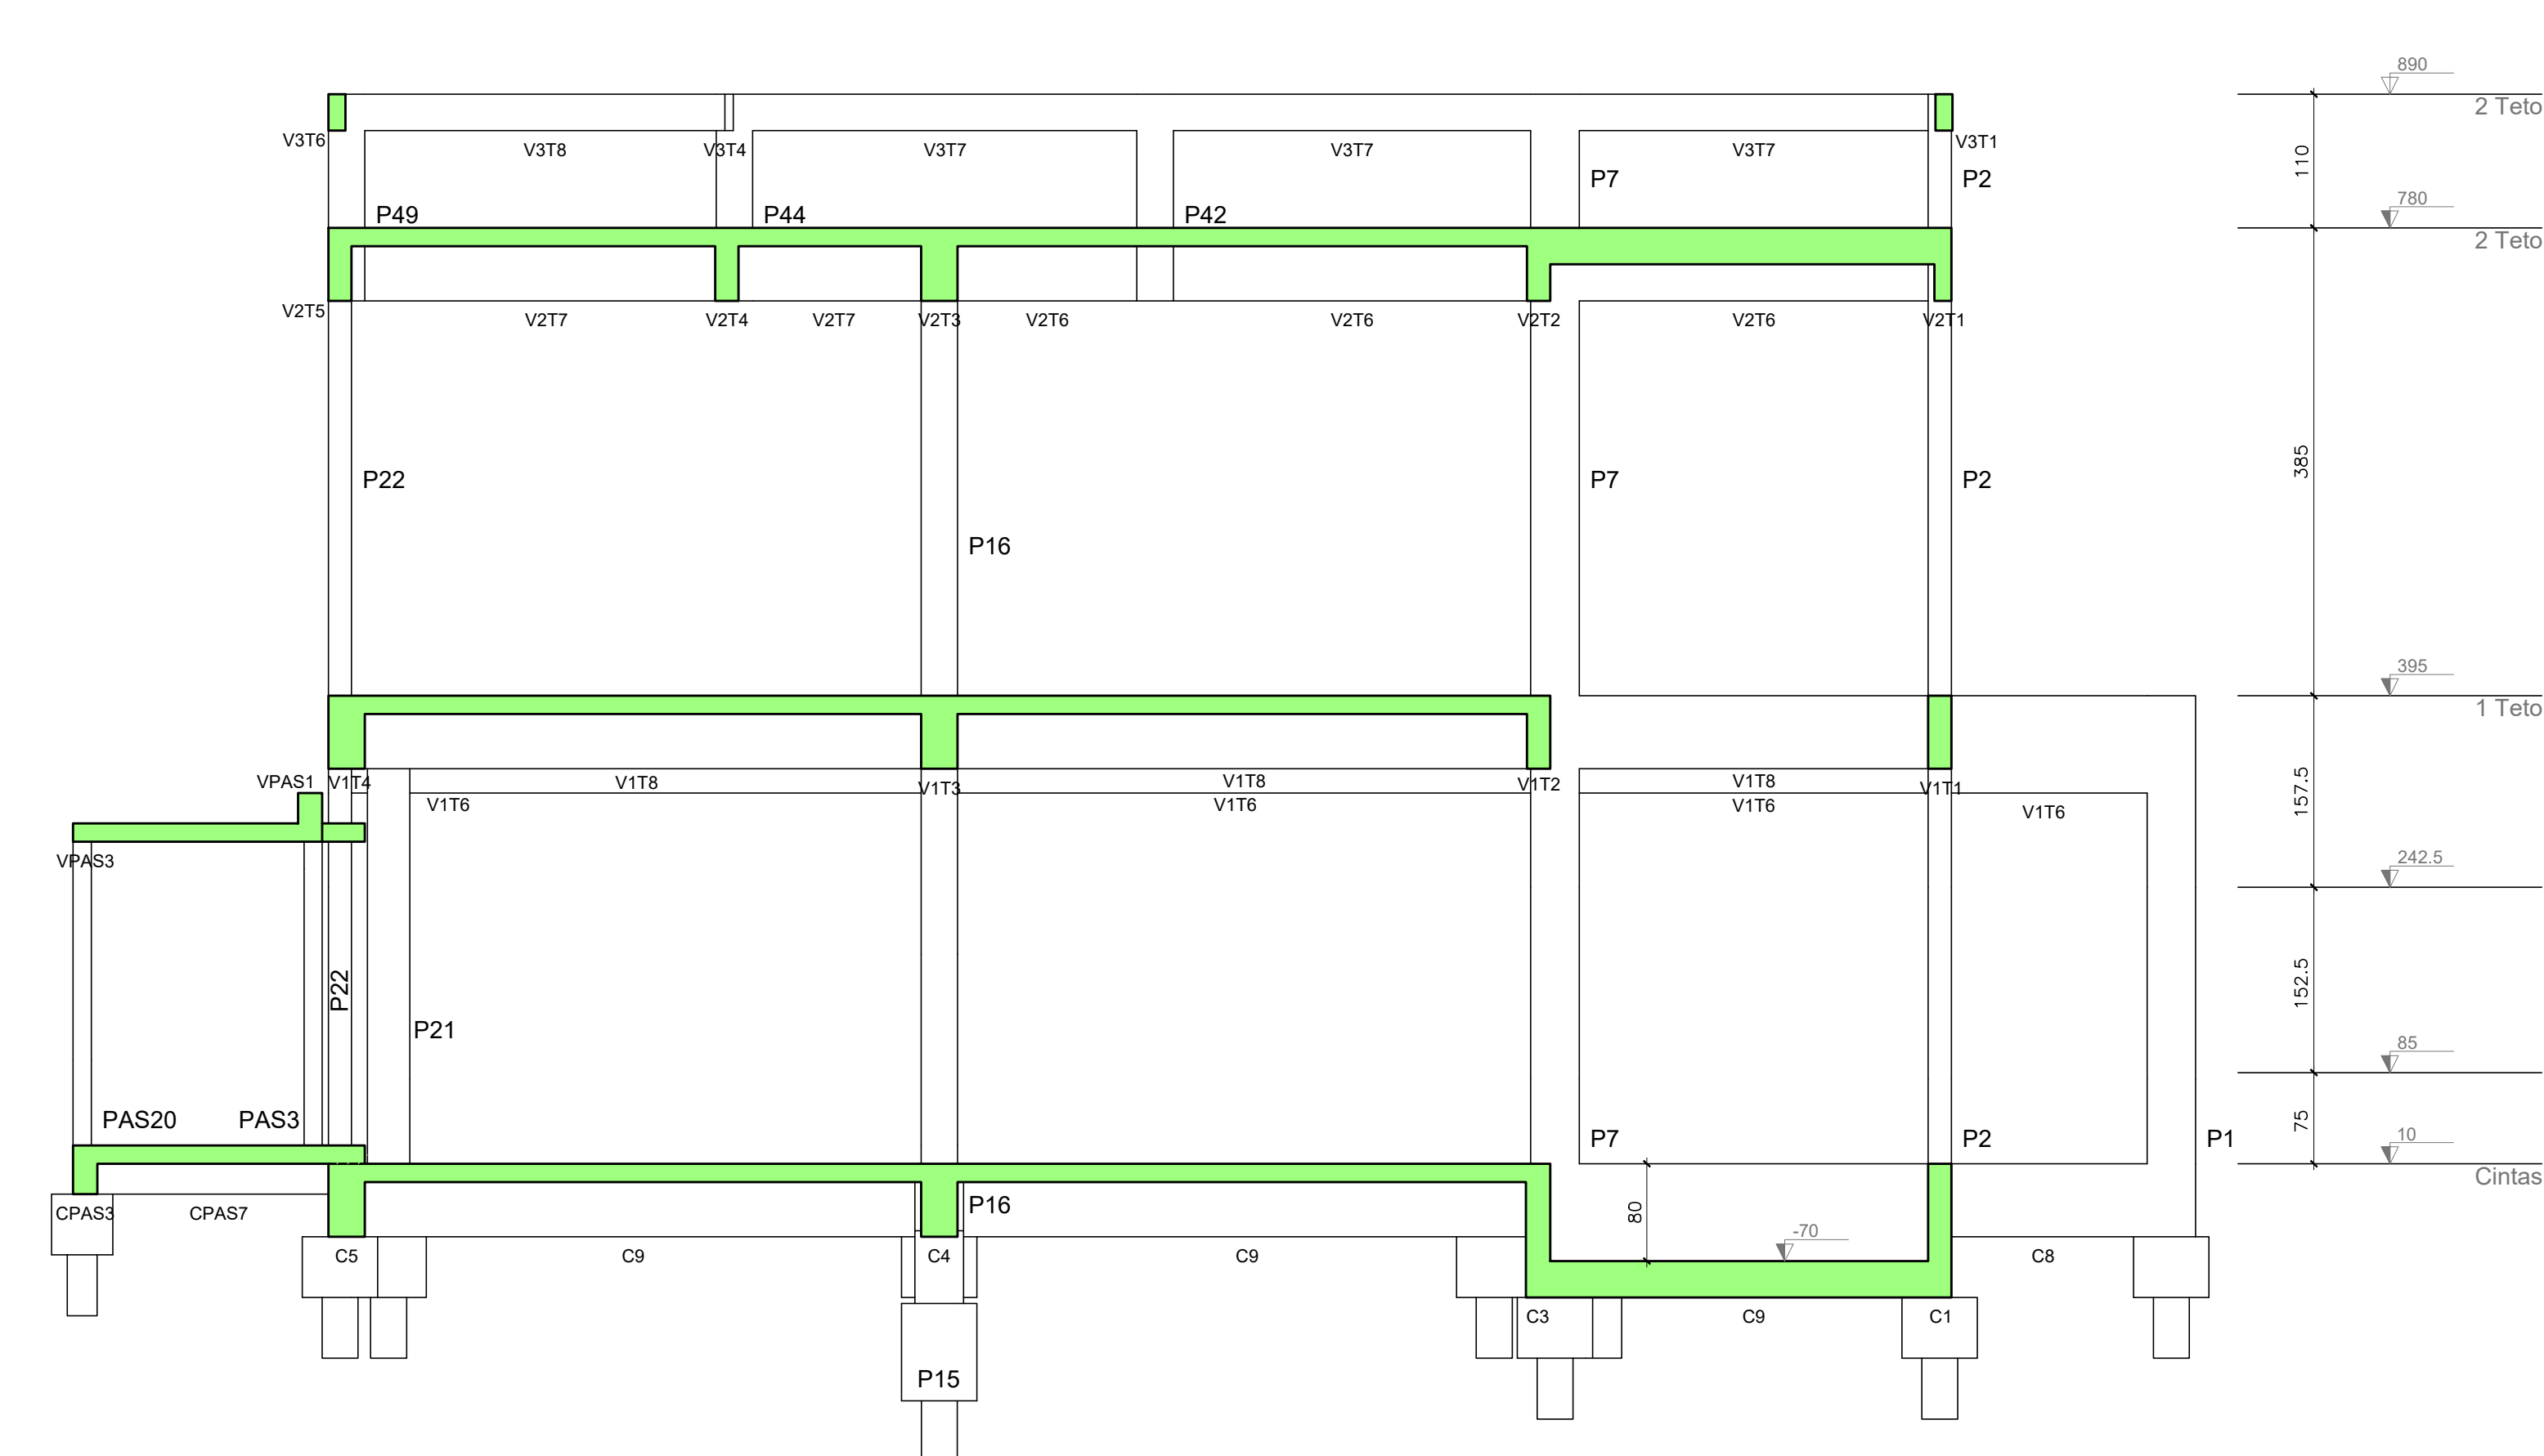 890
2 Teto
V3T6
V3T8
V3T4
V3T7
V3T7
V3T7
V3T1
110
P7
P2
780
P49
P44
P42
2 Teto
V2T5
V2T7
V2T4
V2T7
V2T3
V2T6
V2T6
V2T2
V2T6
V2T1
385
P22
P7
P2
P16
395
1 Teto
VPAS1
V1T4
V1T8
V1T3
V1T8
V1T2
V1T8
V1T1
157.5
V1T6
V1T6
V1T6
V1T6
VPAS3
242.5
P22
152.5
P21
85
PAS20
PAS3
75
P7
P2
P1
10
Cintas
P16
80
CPAS3
CPAS7
-70
C5
C9
C4
C9
C8
C3
C9
C1
P15